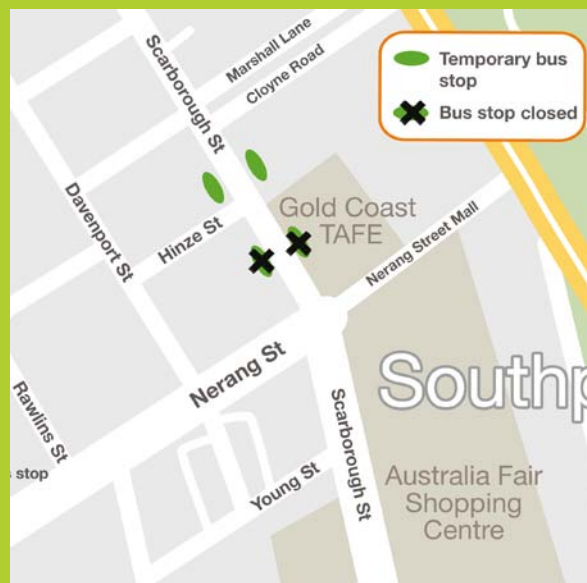 Scarborough St
Marshall Lane
Cloyne Road
Temporary bus
stop
Bus stop closed
Davenport St
Hinze St
Gold Coast
TAFE
Nerang Street Mall
Nerang St
Southp
Rawlins St
Scarborough St
s stop
Young St
Australia Fair
Shopping
Centre